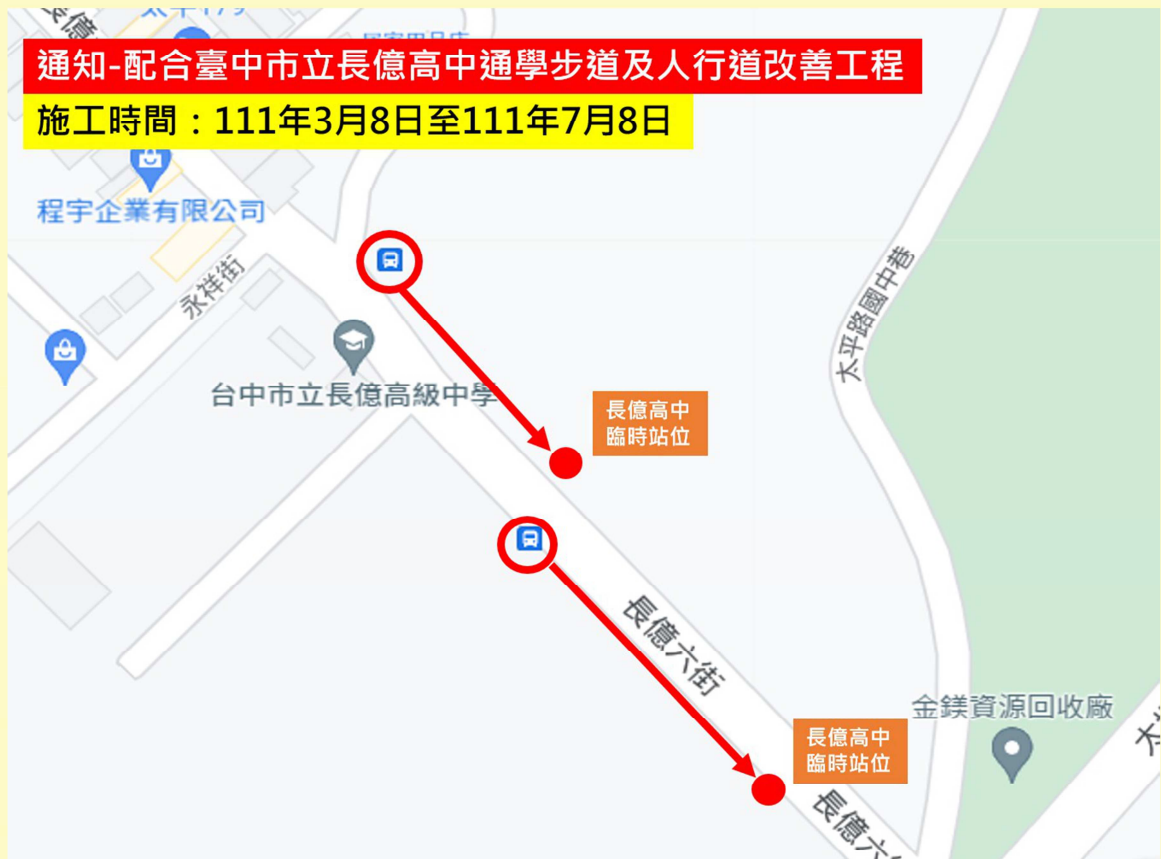 通知-配合臺中市立長億高中通學步道及人行道改善工程
施工時間：111年3月8日至111年7月8日
程宇企業有限公司
永祥街
太平路國中巷
台中市立長億高級中學
長億高中
臨時站位
長億六街
金鎂資源回收廠
長億高中
臨時站位
長億六